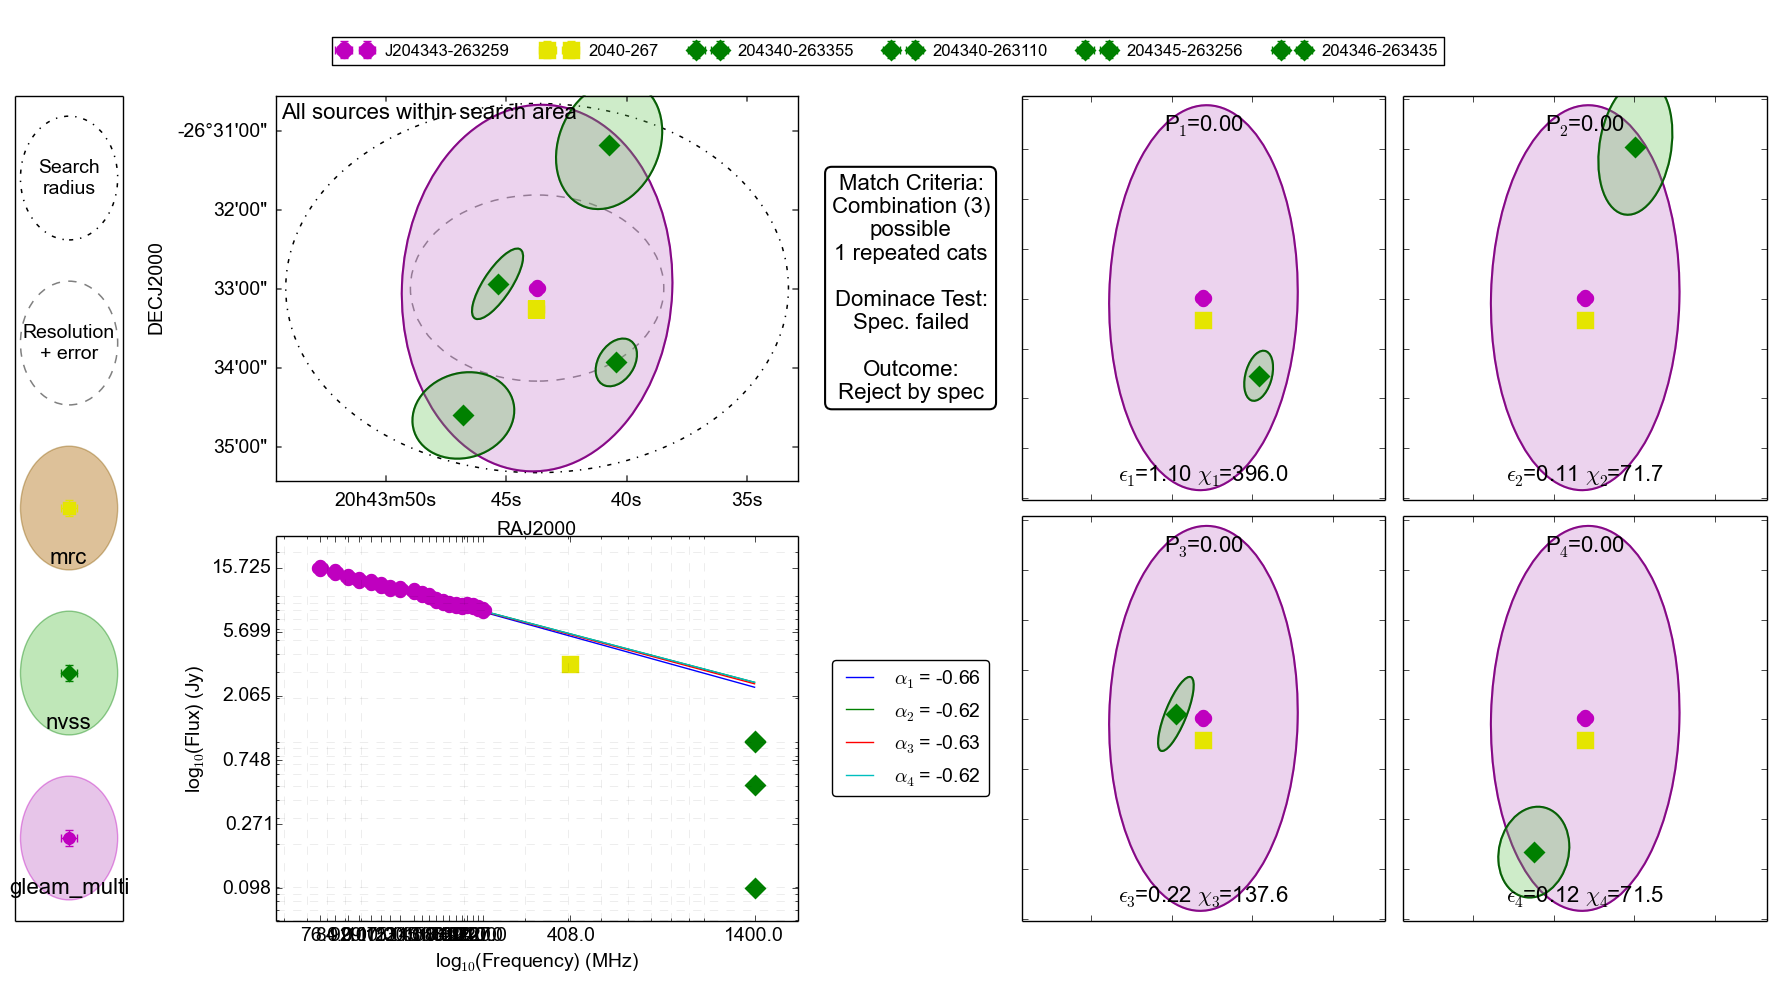 J204343-263259 2040-267 204340-263355 204340-263110 204345-263256 204346-263435
Search
radius
Resolution
+ error
mrc
nvss
gleam_multi
All sources within search area
DECJ2000
-26°31'00"
32'00"
33'00"
34'00"
35'00"
20h43m50s 45s 40s 35s
RAJ2000
Match Criteria:
Combination (3)
possible
1 repeated cats
Dominace Test:
Spec. failed
Outcome:
Reject by spec
log₁₀(Flux) (Jy)
15.725
5.699
2.065
0.748
0.271
0.098
408.0 1400.0
log₁₀(Frequency) (MHz)
α₁ = -0.66
α₂ = -0.62
α₃ = -0.63
α₄ = -0.62
P₁=0.00
ϵ₁=1.10 χ₁=396.0
P₂=0.00
ϵ₂=0.11 χ₂=71.7
P₃=0.00
ϵ₃=0.22 χ₃=137.6
P₄=0.00
ϵ₄=0.12 χ₄=71.5